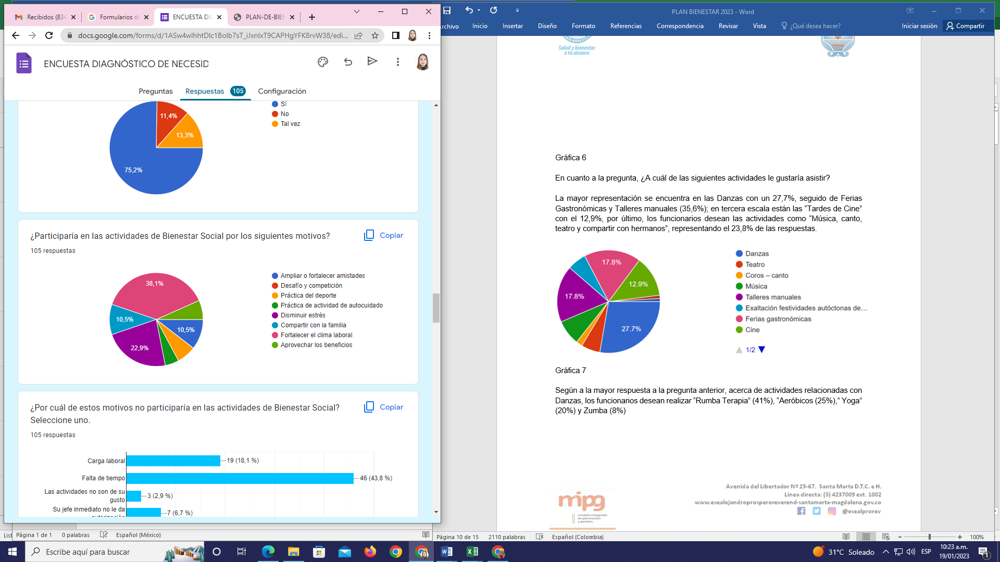 Recibidos (834
Formularios de
ENCUESTA DIA
PLAN-DE-BIEN
docs.google.com/forms/d/1ASw4wlhhtDlc1Bolb7sT_iJxnIxT9CAPHgYFK8rvW38/edi...
ENCUESTA DIAGNÓSTICO DE NECESID
Preguntas
Respuestas
105
Configuración
Sí
No
Tal vez
11,4%
13,3%
75,2%
¿Participaría en las actividades de Bienestar Social por los siguientes motivos?
Copiar
105 respuestas
38,1%
10,5%
10,5%
22,9%
Ampliar o fortalecer amistades
Desafío y competición
Práctica del deporte
Práctica de actividad de autocuidado
Disminuir estrés
Compartir con la familia
Fortalecer el clima laboral
Aprovechar los beneficios
¿Por cuál de estos motivos no participaría en las actividades de Bienestar Social?
Seleccione uno.
Copiar
105 respuestas
Carga laboral
19 (18,1 %)
Falta de tiempo
46 (43,8 %)
Las actividades no son de su
gusto
3 (2,9 %)
Su jefe inmediato no le da
7 (6,7 %)
List
Página 1 de 1
0 palabras
Español (México)
PLAN BIENESTAR 2023 - Word
Archivo
Inicio
Insertar
Diseño
Formato
Referencias
Correspondencia
Revisar
Vista
¿Qué desea hacer?
Iniciar sesión
Compartir
Salud y bienestar
a tu alcance
Gráfica 6
En cuanto a la pregunta, ¿A cuál de las siguientes actividades le gustaría asistir?
La mayor representación se encuentra en las Danzas con un 27,7%, seguido de Ferias
Gastronómicas y Talleres manuales (35,6%); en tercera escala están las “Tardes de Cine”
con el 12,9%, por último, los funcionarios desean las actividades como “Música, canto,
teatro y compartir con hermanos”, representando el 23,8% de las respuestas.
17.8%
12.9%
17.8%
27.7%
Danzas
Teatro
Coros – canto
Música
Talleres manuales
Exaltación festividades autóctonas de...
Ferias gastronómicas
Cine
1/2
Gráfica 7
Según a la mayor respuesta a la pregunta anterior, acerca de actividades relacionadas con
Danzas, los funcionarios desean realizar “Rumba Terapia” (41%), “Aeróbicos (25%),” Yoga”
(20%) y Zumba (8%)
mipg
modelo integrado
de planeación
y gestión
Avenida del Libertador Nº 25-67. Santa Marta D.T.C. e H.
Línea directa: (5) 4237009 ext. 1002
www.esealejandroprosperoreverend-santamarta-magdalena.gov.co
@esealprorev
Página 10 de 15
2110 palabras
Español (Colombia)
100%
Escribe aquí para buscar
31°C Soleado
ESP
10:23 a.m.
19/01/2023
1